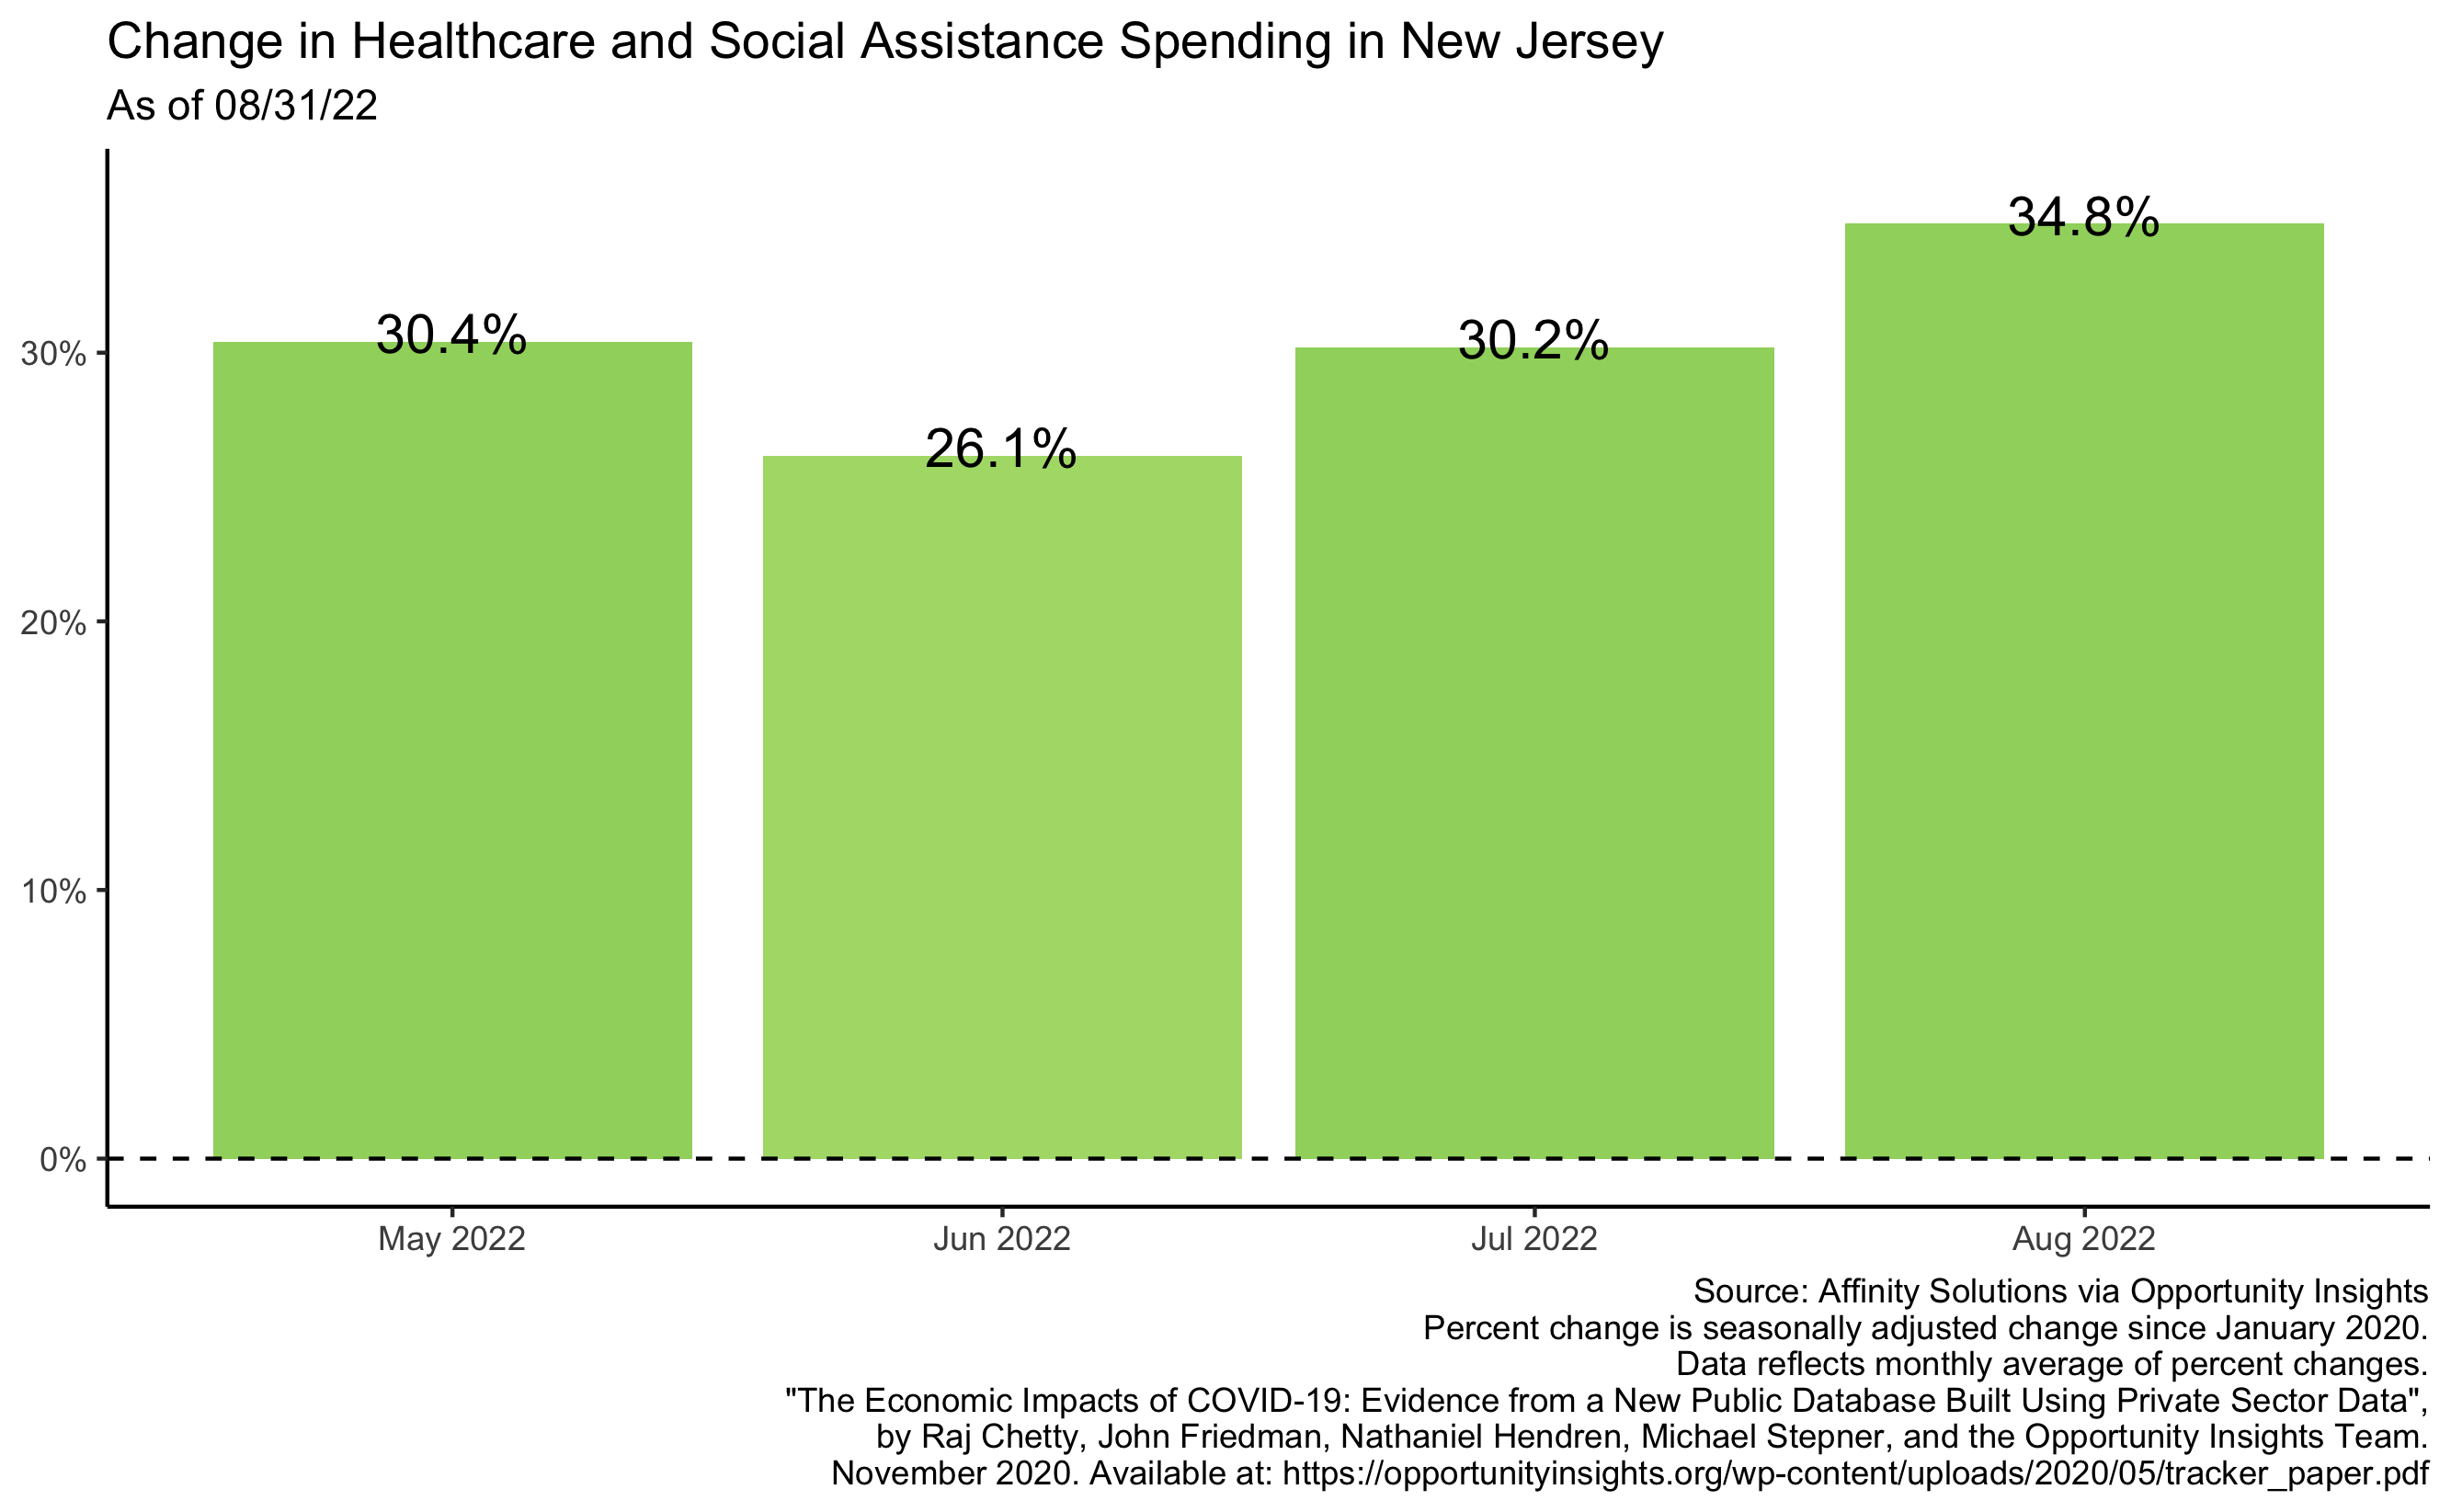 Change in Healthcare and Social Assistance Spending in New Jersey
As of 08/31/22
34.8%
30.4%
30.2%
26.1%
30%
20%
10%
0%
May 2022
Jun 2022
Jul 2022
Aug 2022
Source: Affinity Solutions via Opportunity Insights
Percent change is seasonally adjusted change since January 2020.
Data reflects monthly average of percent changes.
"The Economic Impacts of COVID-19: Evidence from a New Public Database Built Using Private Sector Data",
by Raj Chetty, John Friedman, Nathaniel Hendren, Michael Stepner, and the Opportunity Insights Team.
November 2020. Available at: https://opportunityinsights.org/wp-content/uploads/2020/05/tracker_paper.pdf